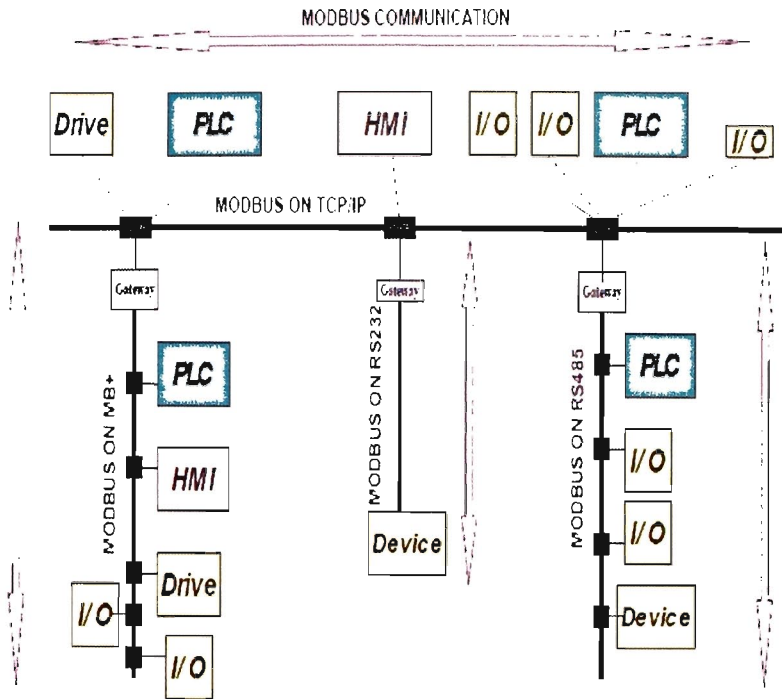 MODBUS COMMUNICATION
Drive
PLC
HMI
I/O
I/O
PLC
I/O
MODBUS ON TCP/IP
Gateway
Gateway
Gateway
MODBUS ON MB+
PLC
HMI
Drive
I/O
I/O
MODBUS ON RS232
Device
MODBUS ON RS485
PLC
I/O
I/O
Device